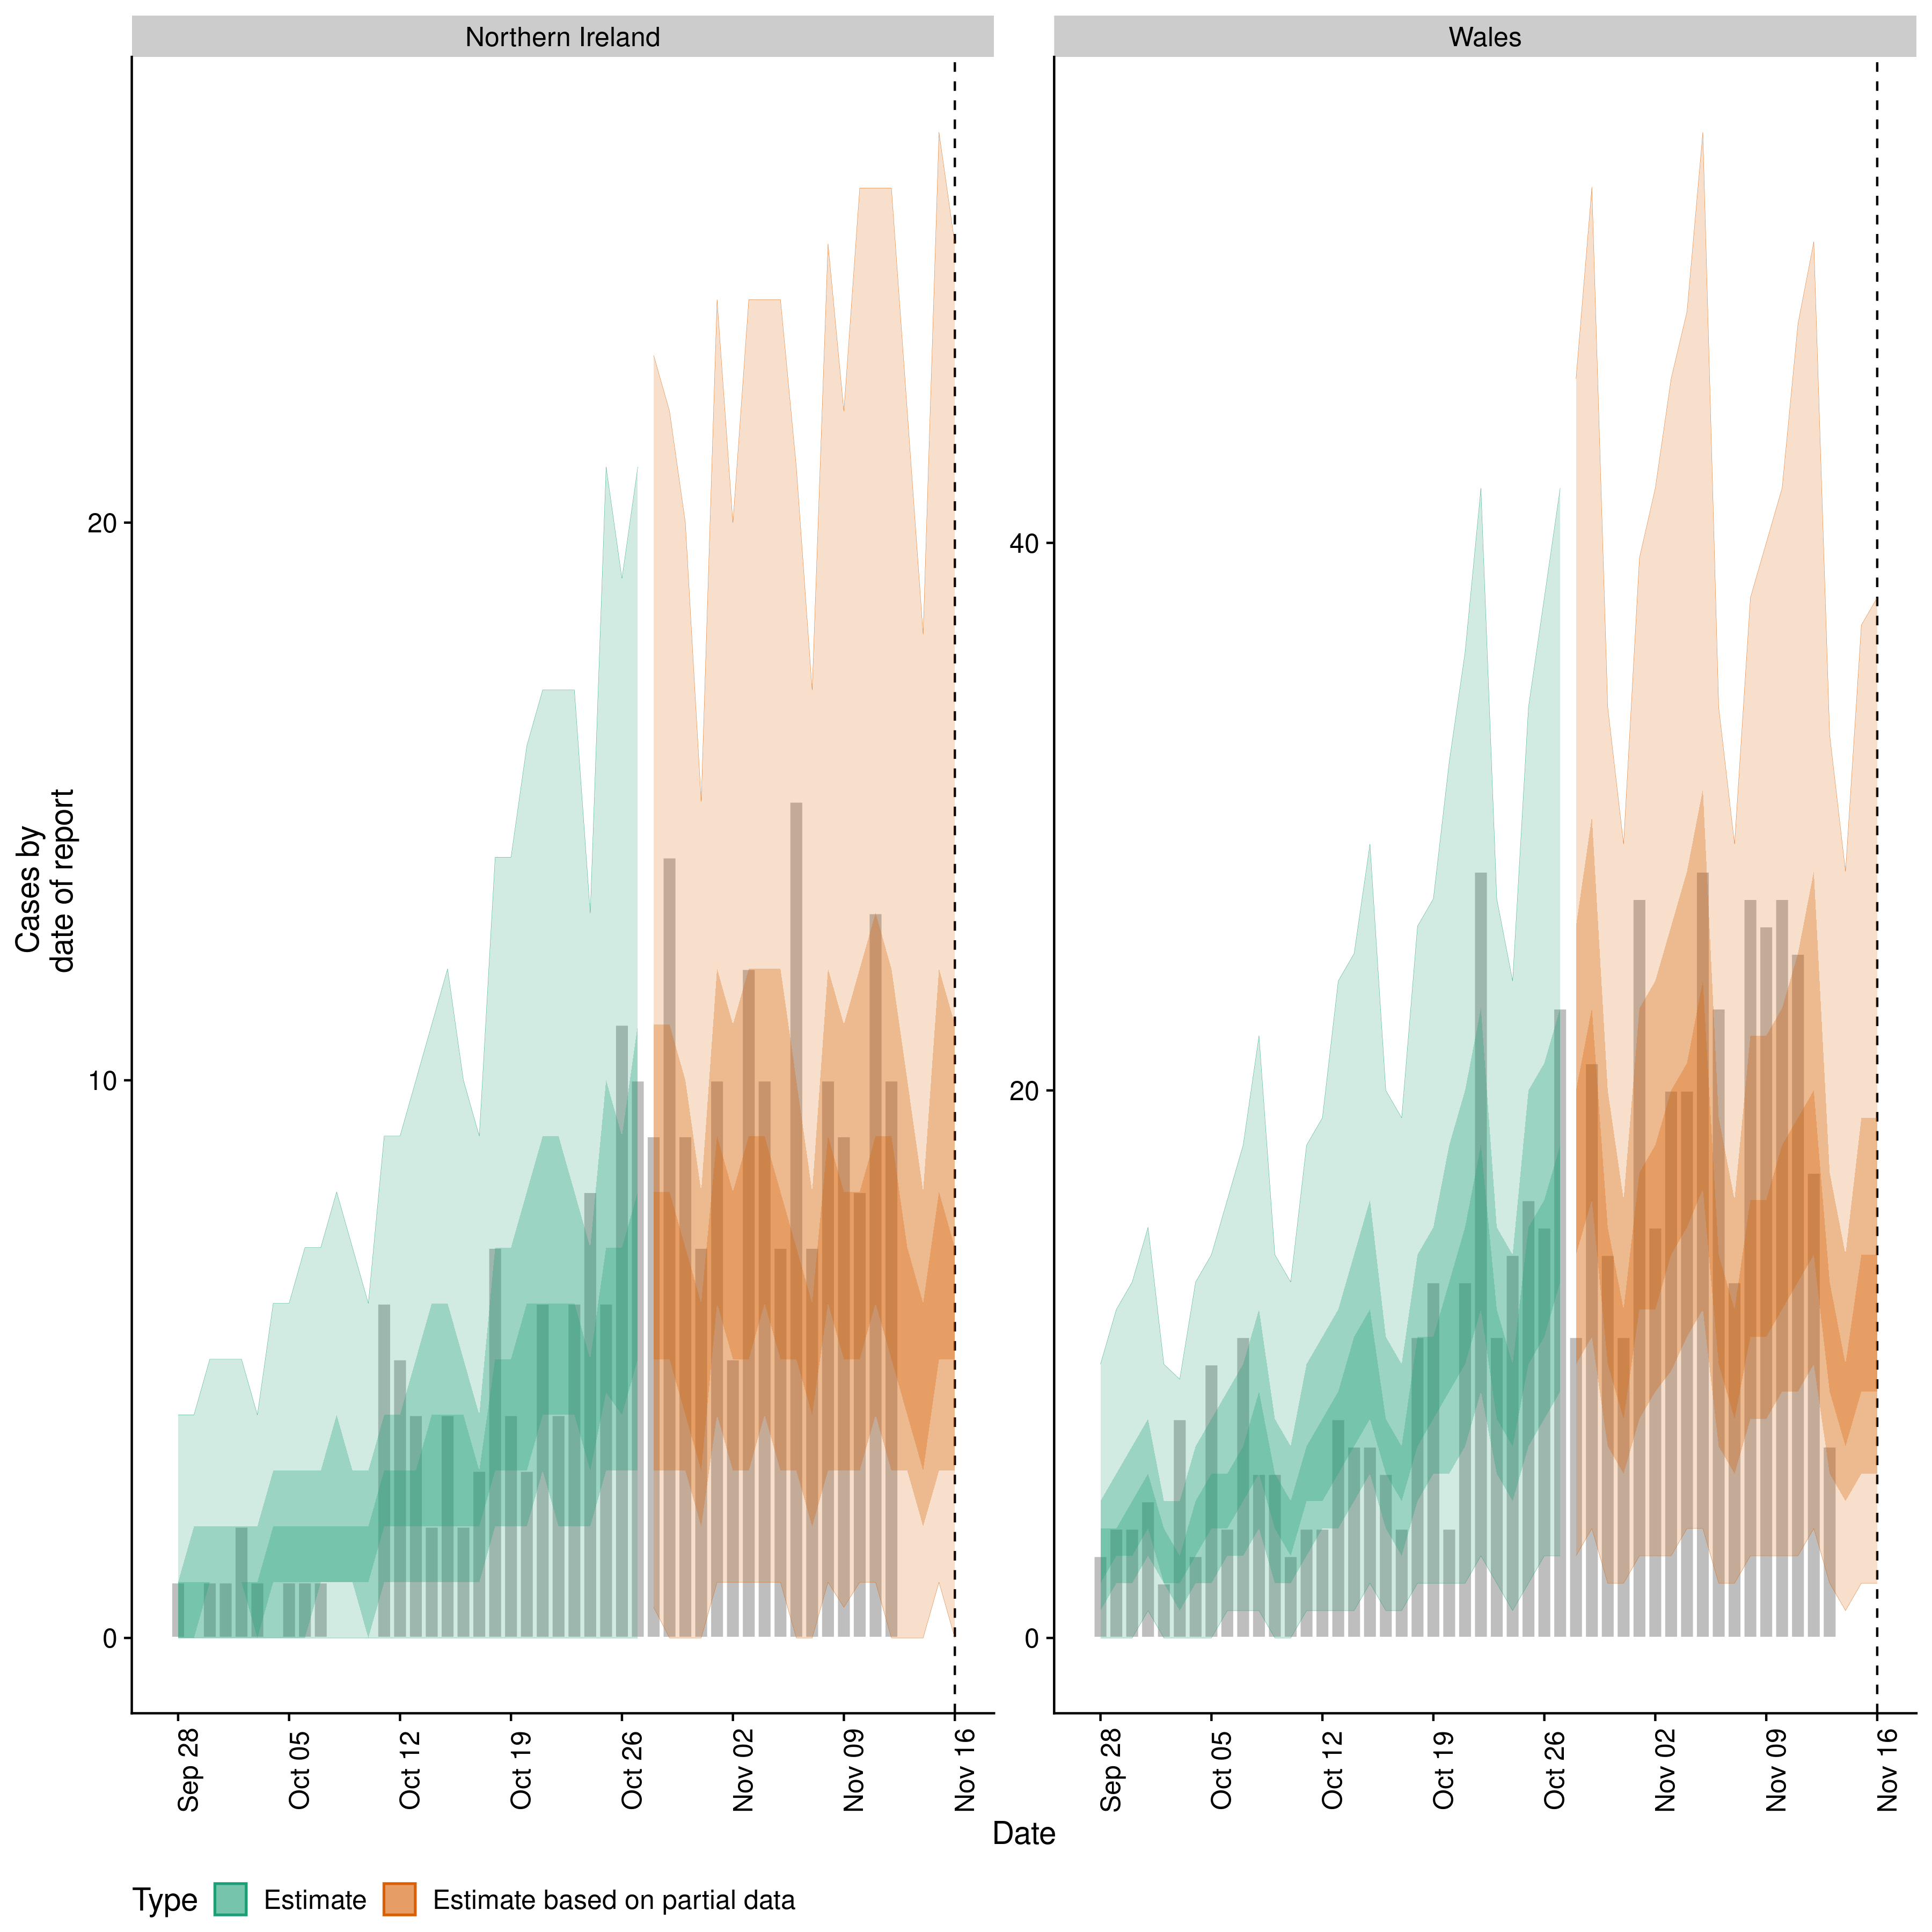 Northern Ireland
Wales
Cases by
date of report
20
10
0
40
20
0
Sep 28
Oct 05
Oct 12
Oct 19
Oct 26
Nov 02
Nov 09
Nov 16
Sep 28
Oct 05
Oct 12
Oct 19
Oct 26
Nov 02
Nov 09
Nov 16
Date
Type Estimate Estimate based on partial data